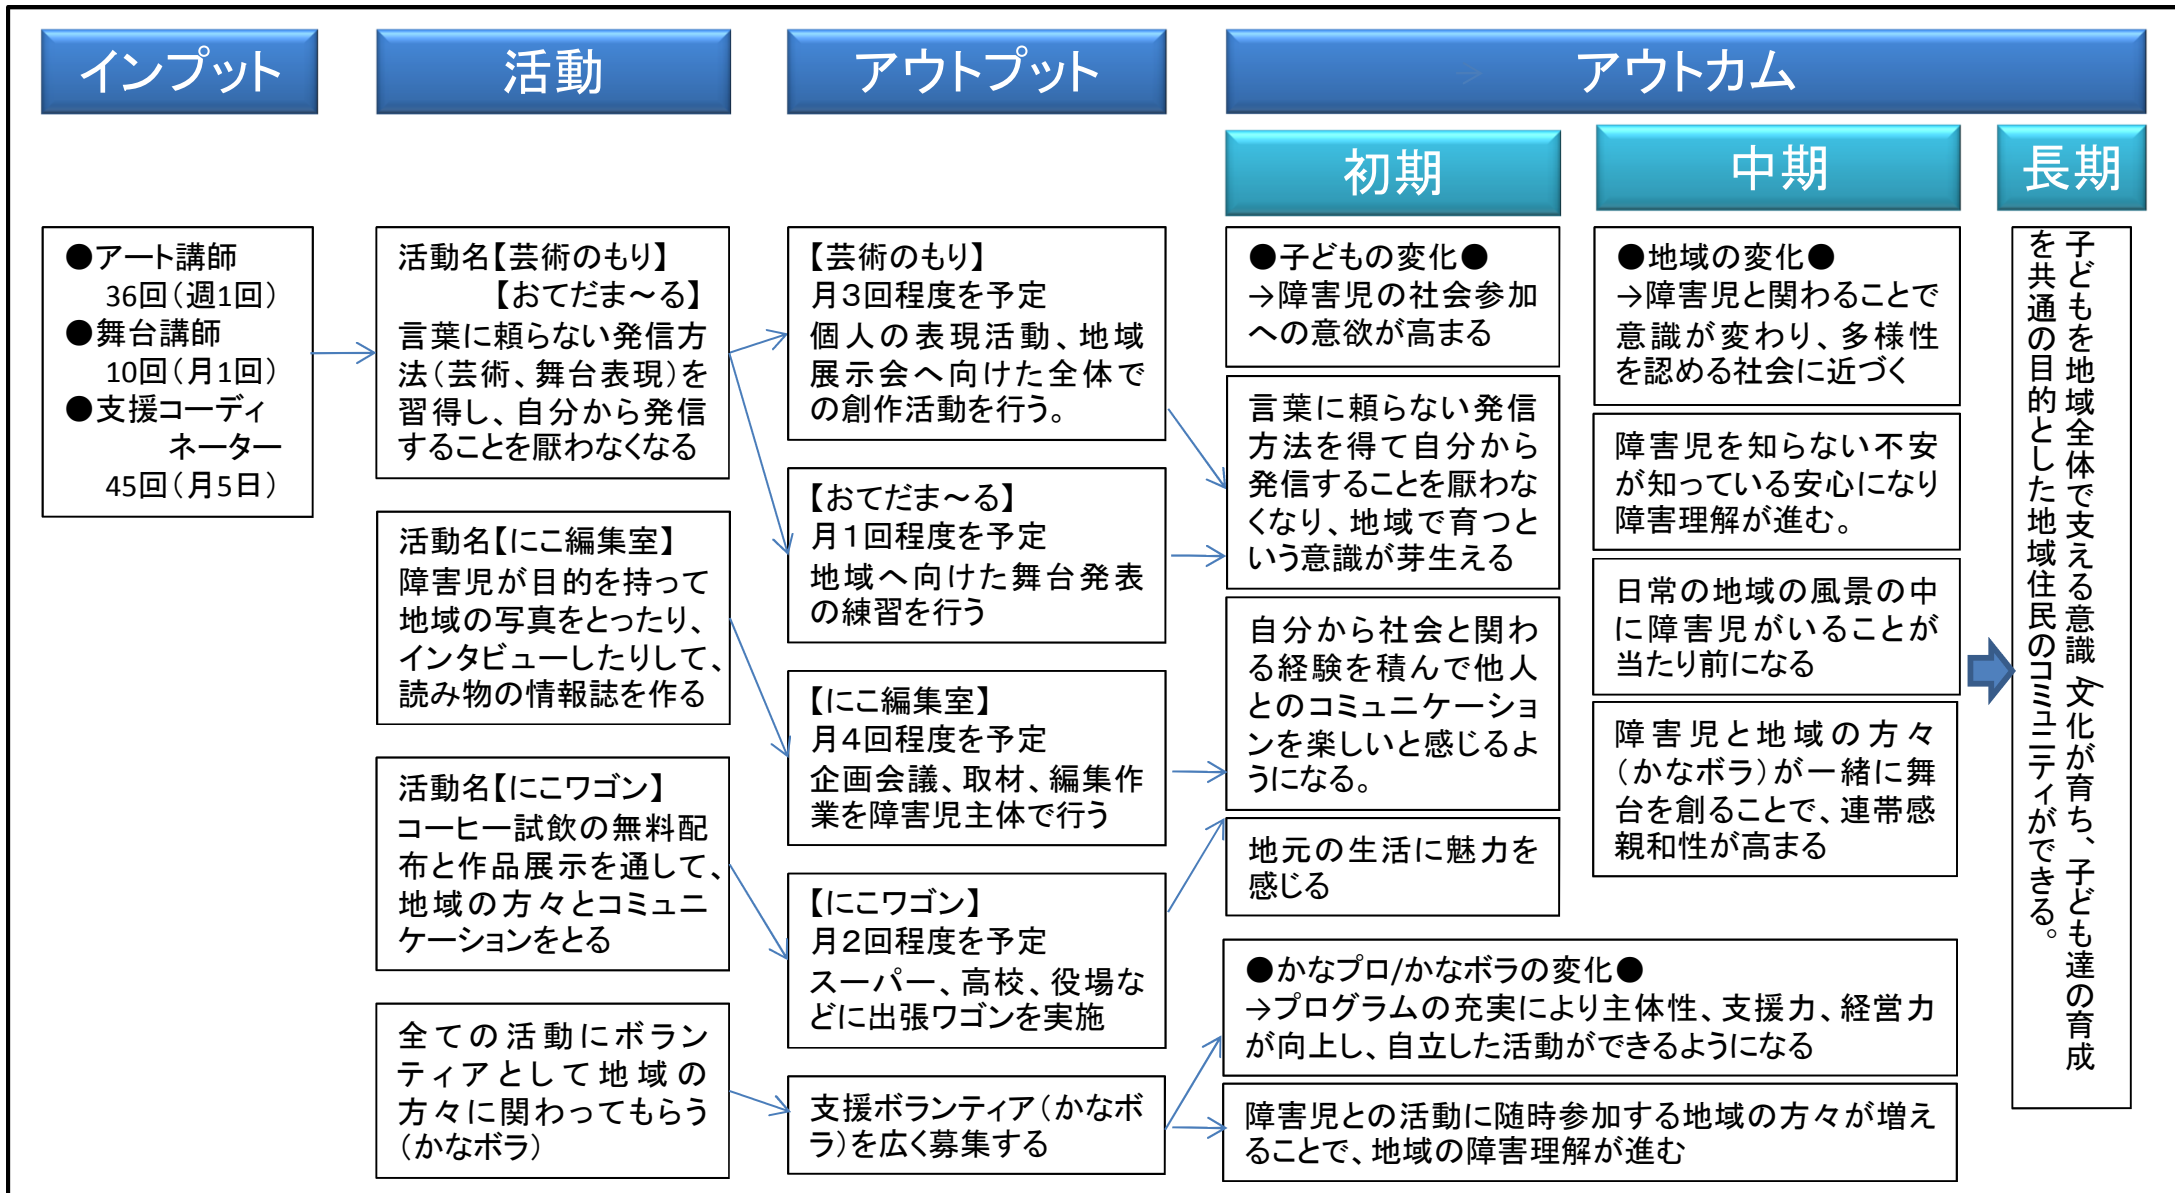 インプット
活動
アウトプット
アウトカム
初期
中期
長期
●アート講師
36回(週1回)
●舞台講師
10回(月1回)
●支援コーディ
ネーター
45回(月5日)
活動名【芸術のもり】
【おてだま～る】
言葉に頼らない発信方
法(芸術、舞台表現)を
習得し、自分から発信
することを厭わなくなる
活動名【にこ編集室】
障害児が目的を持って
地域の写真をとったり、
インタビューしたりして、
読み物の情報誌を作る
活動名【にこワゴン】
コーヒー試飲の無料配
布と作品展示を通して、
地域の方々とコミュニ
ケーションをとる
全ての活動にボラン
ティアとして地域の
方々に関わってもらう
(かなボラ)
【芸術のもり】
月3回程度を予定
個人の表現活動、地域
展示会へ向けた全体で
の創作活動を行う。
【おてだま～る】
月1回程度を予定
地域へ向けた舞台発表
の練習を行う
【にこ編集室】
月4回程度を予定
企画会議、取材、編集作
業を障害児主体で行う
【にこワゴン】
月2回程度を予定
スーパー、高校、役場な
どに出張ワゴンを実施
支援ボランティア(かなボ
ラ)を広く募集する
●子どもの変化●
→障害児の社会参加
への意欲が高まる
言葉に頼らない発信
方法を得て自分から
発信することを厭わな
くなり、地域で育つと
いう意識が芽生える
自分から社会と関わ
る経験を積んで他人
とのコミュニケーショ
ンを楽しいと感じるよ
うになる。
地元の生活に魅力を
感じる
●地域の変化●
→障害児と関わることで
意識が変わり、多様性
を認める社会に近づく
障害児を知らない不安
が知っている安心になり
障害理解が進む。
日常の地域の風景の中
に障害児がいることが
当たり前になる
障害児と地域の方々
(かなボラ)が一緒に舞
台を創ることで、連帯感
親和性が高まる
●かなプロ/かなボラの変化●
→プログラムの充実により主体性、支援力、経営力
が向上し、自立した活動ができるようになる
障害児との活動に随時参加する地域の方々が増え
ることで、地域の障害理解が進む
子どもを地域全体で支える意識/文化が育ち、子ども達の育成
を共通の目的とした地域住民のコミュニティができる。